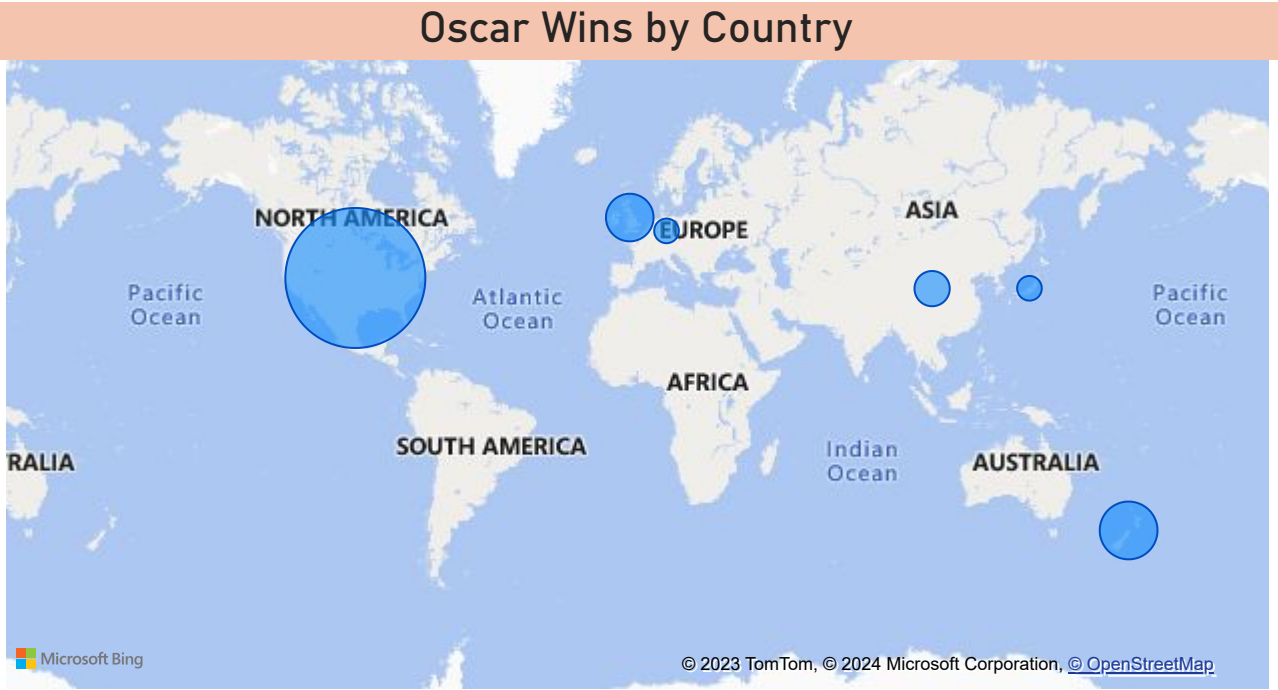 Oscar Wins by Country
NORTH AMERICA
EUROPE
ASIA
Pacific
Ocean
Atlantic
Ocean
Pacific
Ocean
AFRICA
SOUTH AMERICA
Indian
Ocean
RALIA
AUSTRALIA
Microsoft Bing
© 2023 TomTom, © 2024 Microsoft Corporation, © OpenStreetMap